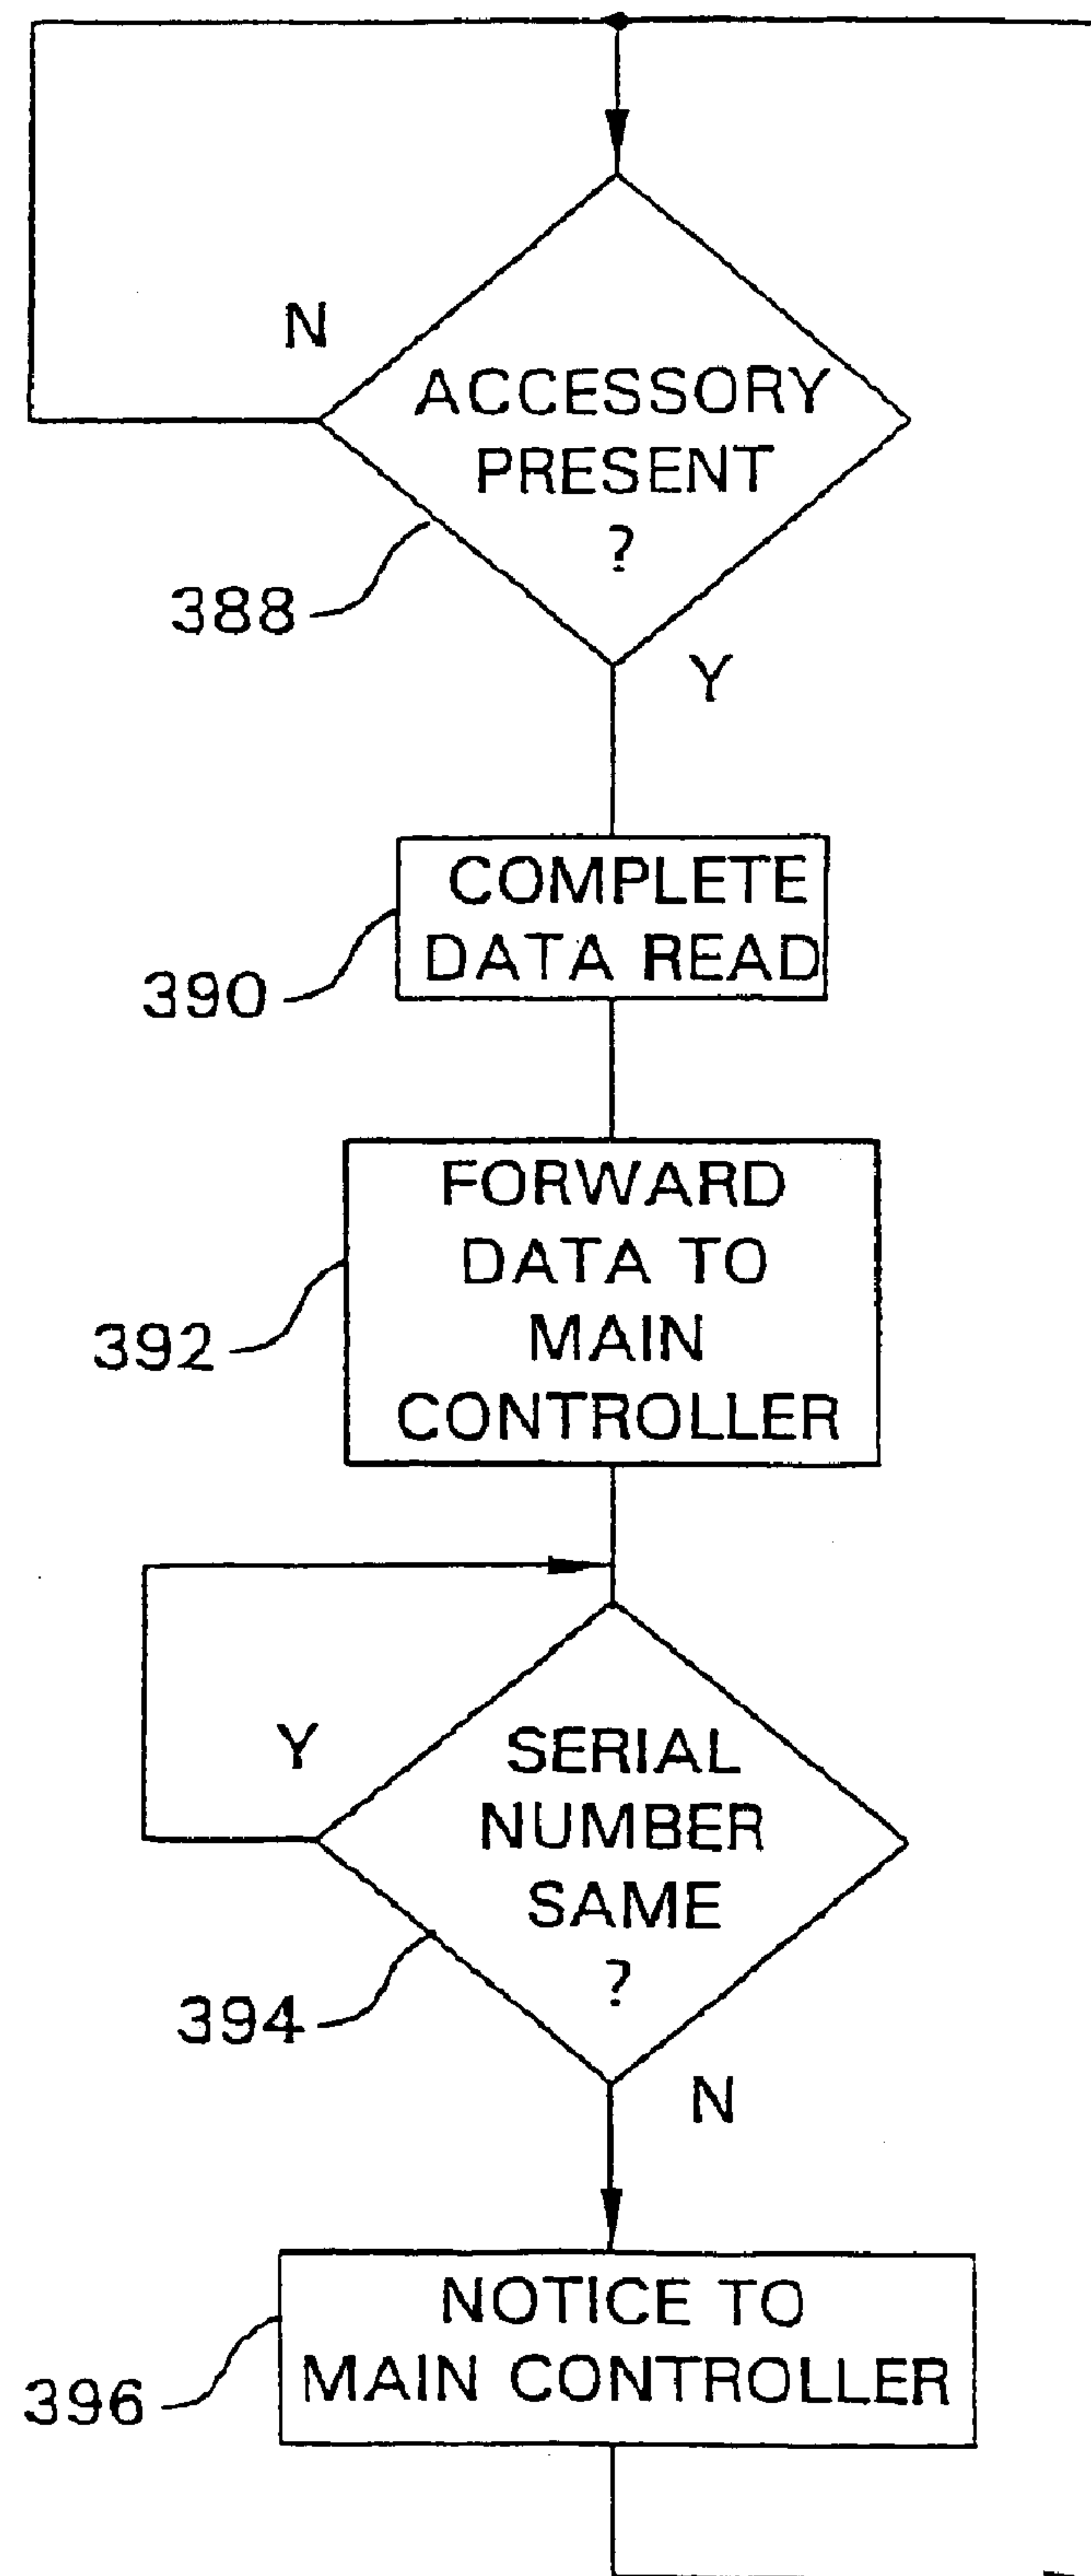 N
ACCESSORY
PRESENT
?
388
Y
COMPLETE
DATA READ
390
FORWARD
DATA TO
MAIN
CONTROLLER
392
Y
SERIAL
NUMBER
SAME
?
394
N
NOTICE TO
MAIN CONTROLLER
396